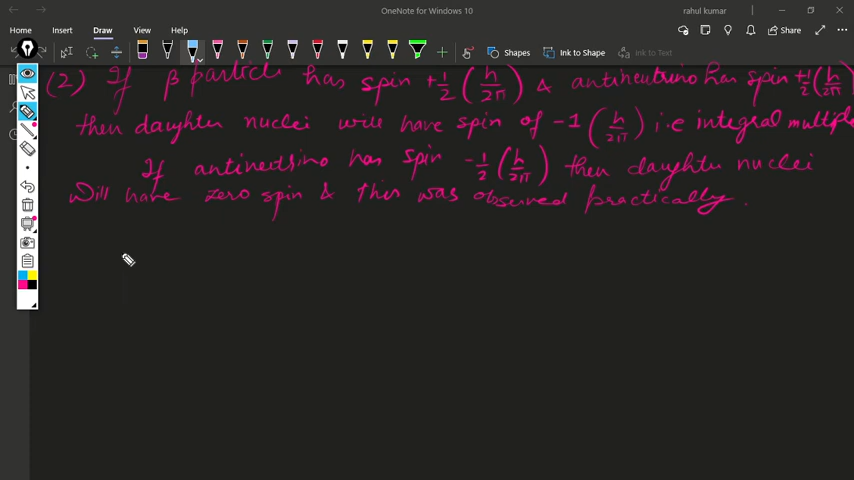 OneNote for Windows 10
rahul kumar
Home Insert Draw View Help
Share
Shapes Ink to Shape Ink to Text
(2) If β particle has spin +1/2 (h/2π) & antineutrino has spin +1/2 (h/2π)
then daughter nuclei will have spin of -1 (h/2π) i.e integral multiple
If antineutrino has spin -1/2 (h/2π) then daughter nuclei
Will have zero spin & this was observed practically.